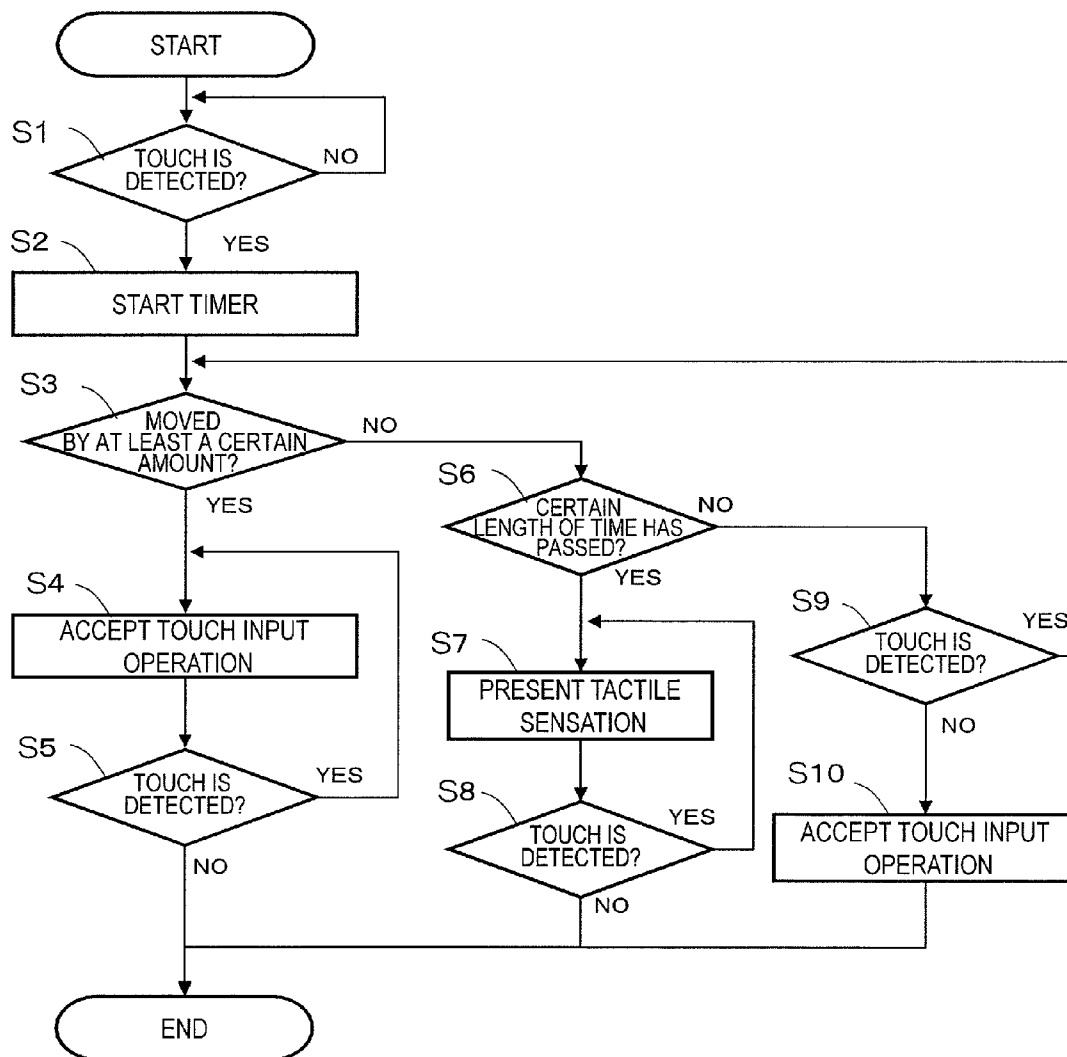 START
S1
TOUCH IS
DETECTED?
NO
YES
S2
START TIMER
S3
MOVED
BY AT LEAST A CERTAIN
AMOUNT?
NO
YES
S4
ACCEPT TOUCH INPUT
OPERATION
S5
TOUCH IS
DETECTED?
YES
NO
S6
CERTAIN
LENGTH OF TIME HAS
PASSED?
NO
YES
S7
PRESENT TACTILE
SENSATION
S8
TOUCH IS
DETECTED?
YES
NO
S9
TOUCH IS
DETECTED?
YES
NO
S10
ACCEPT TOUCH INPUT
OPERATION
END